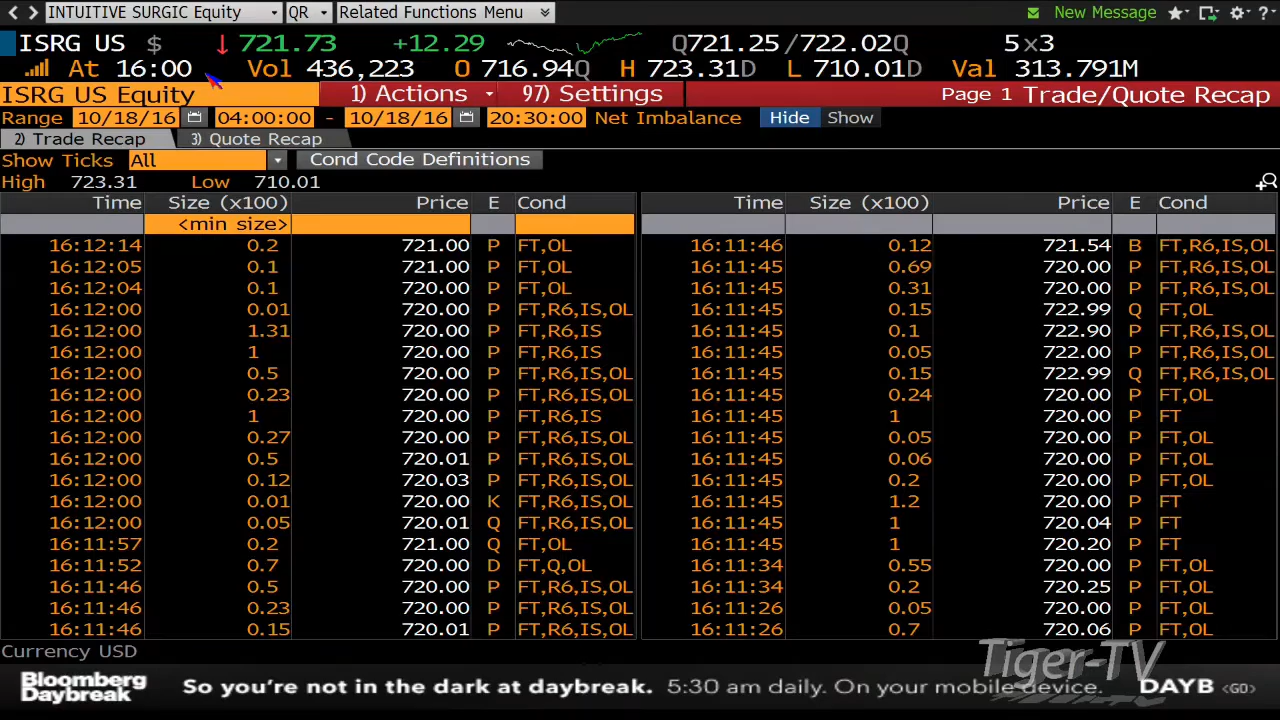 INTUITIVE SURGIC Equity QR Related Functions Menu New Message ?
ISRG US $ ↓ 721.73 +12.29 Q721.25/722.02Q 5x3
At 16:00 Vol 436,223 O 716.94Q H 723.31D L 710.01D Val 313.791M
ISRG US Equity 1) Actions 97) Settings Page 1 Trade/Quote Recap
Range 10/18/16 04:00:00 - 10/18/16 20:30:00 Net Imbalance Hide Show
2) Trade Recap 3) Quote Recap
Show Ticks All Cond Code Definitions
High 723.31 Low 710.01
Time Size (x100) Price E Cond Time Size (x100) Price E Cond
<min size>
16:12:14 0.2 721.00 P FT,OL 16:11:46 0.12 721.54 B FT,R6,IS,OL
16:12:05 0.1 721.00 P FT,OL 16:11:45 0.69 720.00 P FT,R6,IS,OL
16:12:04 0.1 720.00 P FT,OL 16:11:45 0.31 720.00 P FT,R6,IS,OL
16:12:00 0.01 720.00 P FT,R6,IS,OL 16:11:45 0.15 722.99 Q FT,OL
16:12:00 1.31 720.00 P FT,R6,IS 16:11:45 0.1 722.90 P FT,R6,IS,OL
16:12:00 1 720.00 P FT,R6,IS 16:11:45 0.05 722.00 P FT,R6,IS,OL
16:12:00 0.5 720.00 P FT,R6,IS,OL 16:11:45 0.15 722.99 Q FT,R6,IS,OL
16:12:00 0.23 720.00 P FT,R6,IS,OL 16:11:45 0.24 720.00 P FT,OL
16:12:00 1 720.00 P FT,R6,IS 16:11:45 1 720.00 P FT
16:12:00 0.27 720.00 P FT,R6,IS,OL 16:11:45 0.05 720.00 P FT,OL
16:12:00 0.5 720.01 P FT,R6,IS,OL 16:11:45 0.06 720.00 P FT,OL
16:12:00 0.12 720.03 P FT,R6,IS,OL 16:11:45 0.2 720.00 P FT,OL
16:12:00 0.01 720.00 K FT,R6,IS,OL 16:11:45 1.2 720.00 P FT
16:12:00 0.05 720.01 Q FT,R6,IS,OL 16:11:45 1 720.04 P FT
16:11:57 0.2 721.00 Q FT,OL 16:11:45 1 720.20 P FT
16:11:52 0.7 720.00 D FT,Q,OL 16:11:34 0.55 720.00 P FT,OL
16:11:46 0.5 720.00 P FT,R6,IS,OL 16:11:34 0.2 720.25 P FT,OL
16:11:46 0.23 720.00 P FT,R6,IS,OL 16:11:26 0.05 720.00 P FT,OL
16:11:46 0.15 720.01 P FT,R6,IS,OL 16:11:26 0.7 720.06 P FT,OL
Currency USD
Tiger-TV
Bloomberg
Daybreak
So you're not in the dark at daybreak. 5:30 am daily. On your mobile device. DAYB <GO>